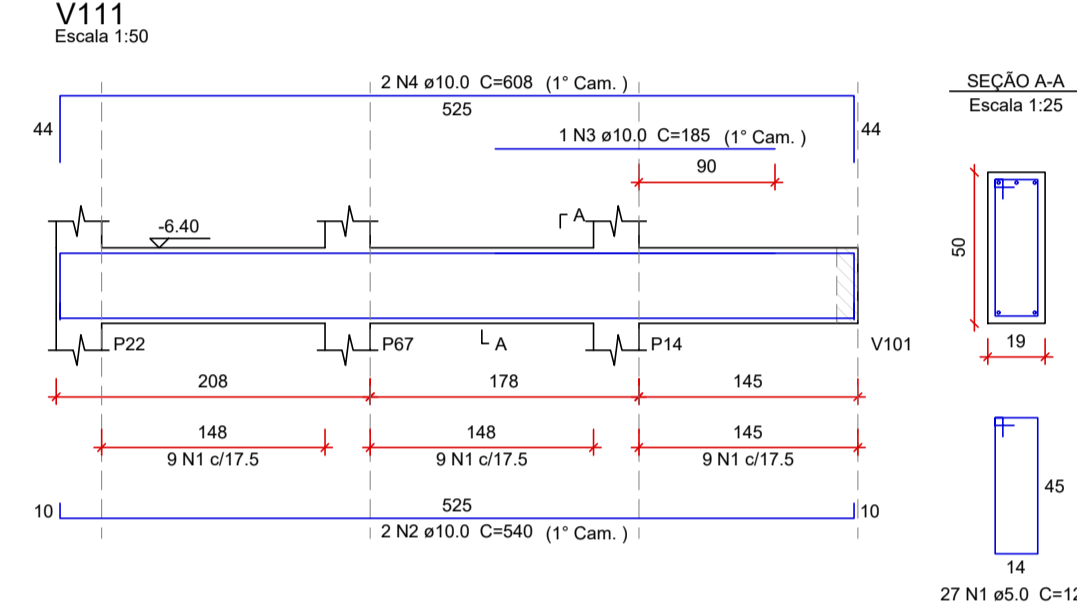 V111
Escala 1:50
2 N4 ø10.0 C=608 (1° Cam. )
525
44
44
1 N3 ø10.0 C=185 (1° Cam. )
90
SEÇÃO A-A
Escala 1:25
A
-6.40
50
19
P22
P67
A
P14
V101
208
178
145
148
148
145
9 N1 c/17.5
9 N1 c/17.5
9 N1 c/17.5
10
525
10
2 N2 ø10.0 C=540 (1° Cam. )
45
14
27 N1 ø5.0